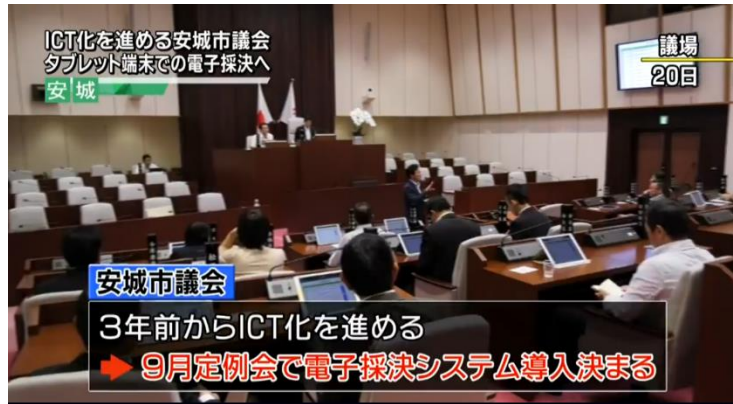 ICT化を進める安城市議会
タブレット端末での電子採決へ
安城
議場
20日
安城市議会
3年前からICT化を進める
➡ 9月定例会で電子採決システム導入決まる